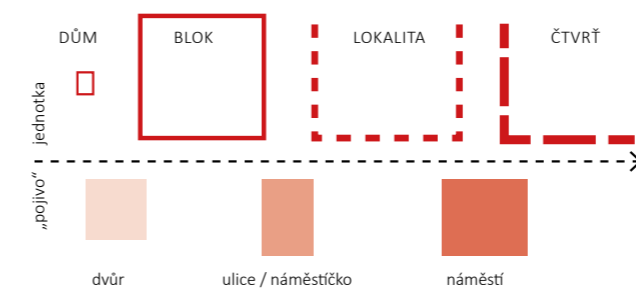 DŮM
BLOK
LOKALITA
ČTVRŤ
jednotka
„pojivo“
dvůr
ulice / náměstíčko
náměstí